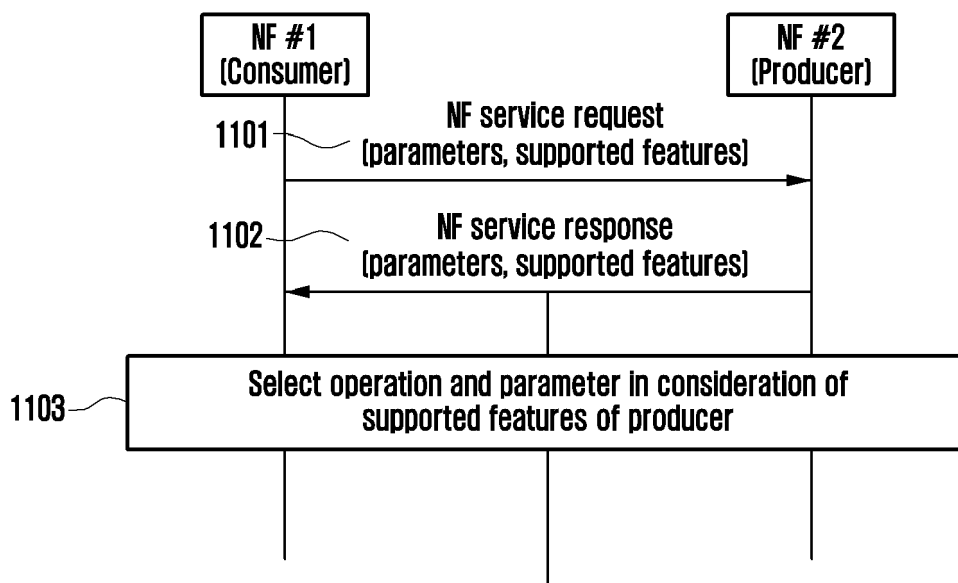 NF #1
(Consumer)
NF #2
(Producer)
1101
NF service request
(parameters, supported features)
1102
NF service response
(parameters, supported features)
1103
Select operation and parameter in consideration of
supported features of producer